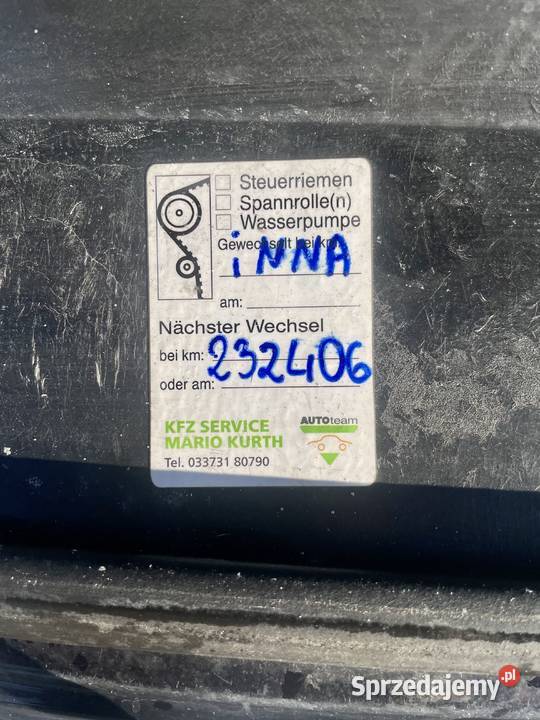 Steuerriemen
Spannrolle(n)
Wasserpumpe
Gewechselt bei km:
iNNA
am:
Nächster Wechsel
bei km: 232406
oder am:
KFZ SERVICE
MARIO KURTH
Tel. 033731 80790
AUTOteam
Sprzedajemy.pl